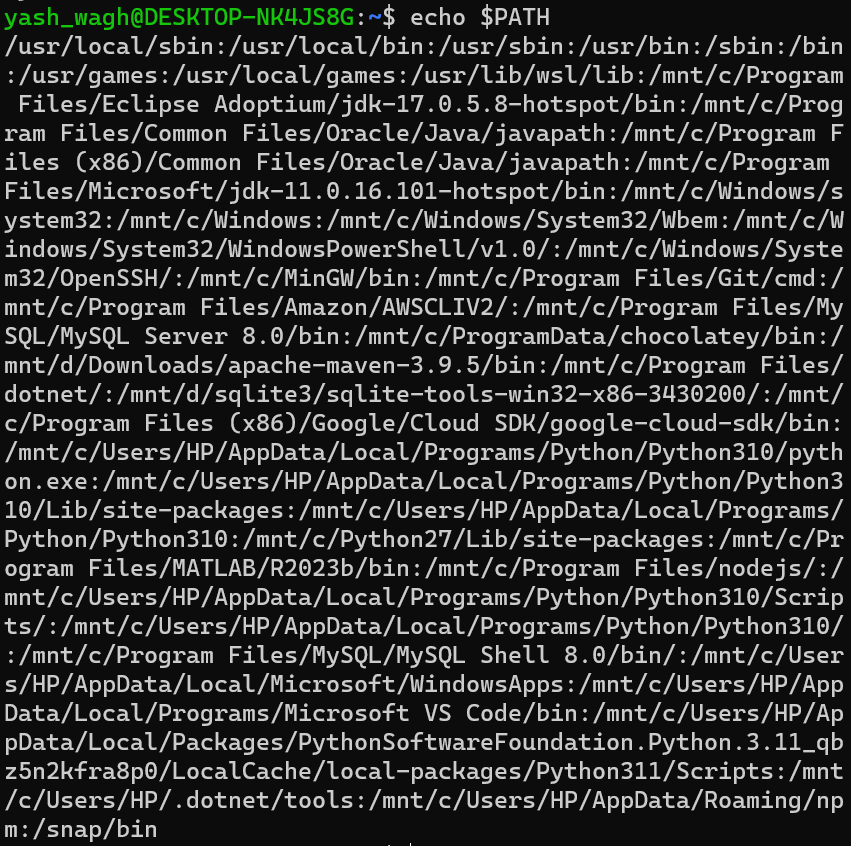 yash_wagh@DESKTOP-NK4JS8G:~$ echo $PATH
/usr/local/sbin:/usr/local/bin:/usr/sbin:/usr/bin:/sbin:/bin
:/usr/games:/usr/local/games:/usr/lib/wsl/lib:/mnt/c/Program
 Files/Eclipse Adoptium/jdk-17.0.5.8-hotspot/bin:/mnt/c/Prog
ram Files/Common Files/Oracle/Java/javapath:/mnt/c/Program F
iles (x86)/Common Files/Oracle/Java/javapath:/mnt/c/Program
Files/Microsoft/jdk-11.0.16.101-hotspot/bin:/mnt/c/Windows/s
ystem32:/mnt/c/Windows:/mnt/c/Windows/System32/Wbem:/mnt/c/W
indows/System32/WindowsPowerShell/v1.0/:/mnt/c/Windows/Syste
m32/OpenSSH/:/mnt/c/MinGW/bin:/mnt/c/Program Files/Git/cmd:/
mnt/c/Program Files/Amazon/AWSCLIV2/:/mnt/c/Program Files/My
SQL/MySQL Server 8.0/bin:/mnt/c/ProgramData/chocolatey/bin:/
mnt/d/Downloads/apache-maven-3.9.5/bin:/mnt/c/Program Files/
dotnet/:/mnt/d/sqlite3/sqlite-tools-win32-x86-3430200/:/mnt/
c/Program Files (x86)/Google/Cloud SDK/google-cloud-sdk/bin:
/mnt/c/Users/HP/AppData/Local/Programs/Python/Python310/pyth
on.exe:/mnt/c/Users/HP/AppData/Local/Programs/Python/Python3
10/Lib/site-packages:/mnt/c/Users/HP/AppData/Local/Programs/
Python/Python310:/mnt/c/Python27/Lib/site-packages:/mnt/c/Pr
ogram Files/MATLAB/R2023b/bin:/mnt/c/Program Files/nodejs/:/
mnt/c/Users/HP/AppData/Local/Programs/Python/Python310/Scrip
ts/:/mnt/c/Users/HP/AppData/Local/Programs/Python/Python310/
:/mnt/c/Program Files/MySQL/MySQL Shell 8.0/bin/:/mnt/c/User
s/HP/AppData/Local/Microsoft/WindowsApps:/mnt/c/Users/HP/App
Data/Local/Programs/Microsoft VS Code/bin:/mnt/c/Users/HP/Ap
pData/Local/Packages/PythonSoftwareFoundation.Python.3.11_qb
z5n2kfra8p0/LocalCache/local-packages/Python311/Scripts:/mnt
/c/Users/HP/.dotnet/tools:/mnt/c/Users/HP/AppData/Roaming/np
m:/snap/bin